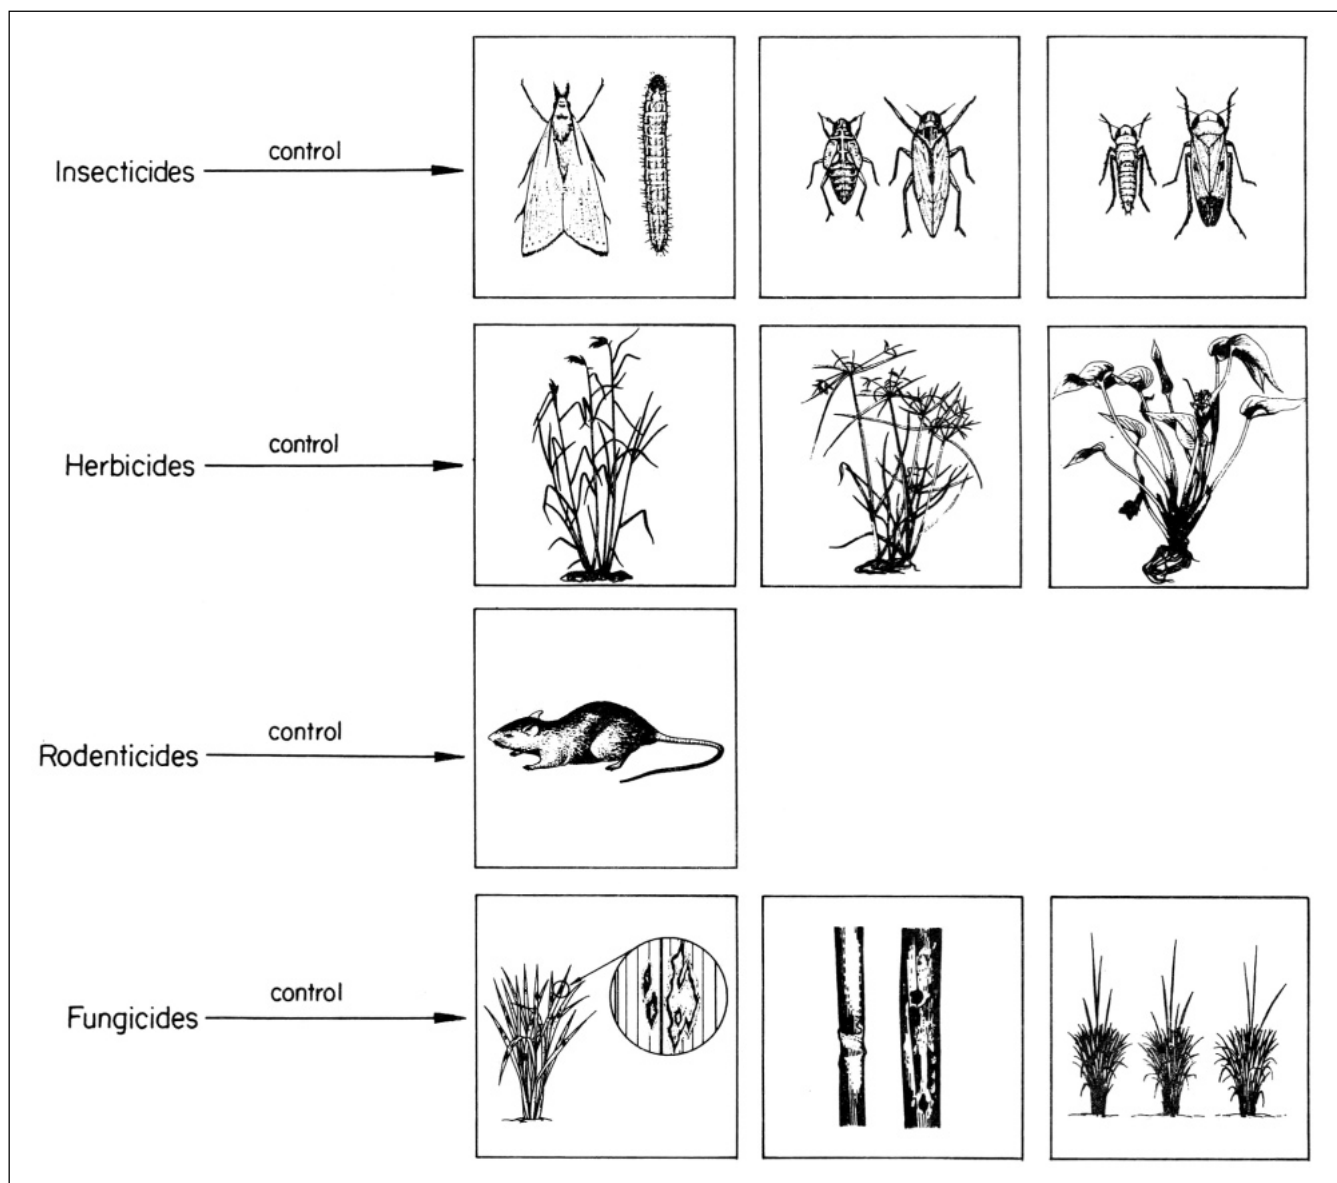 Insecticides
control
Herbicides
control
Rodenticides
control
Fungicides
control